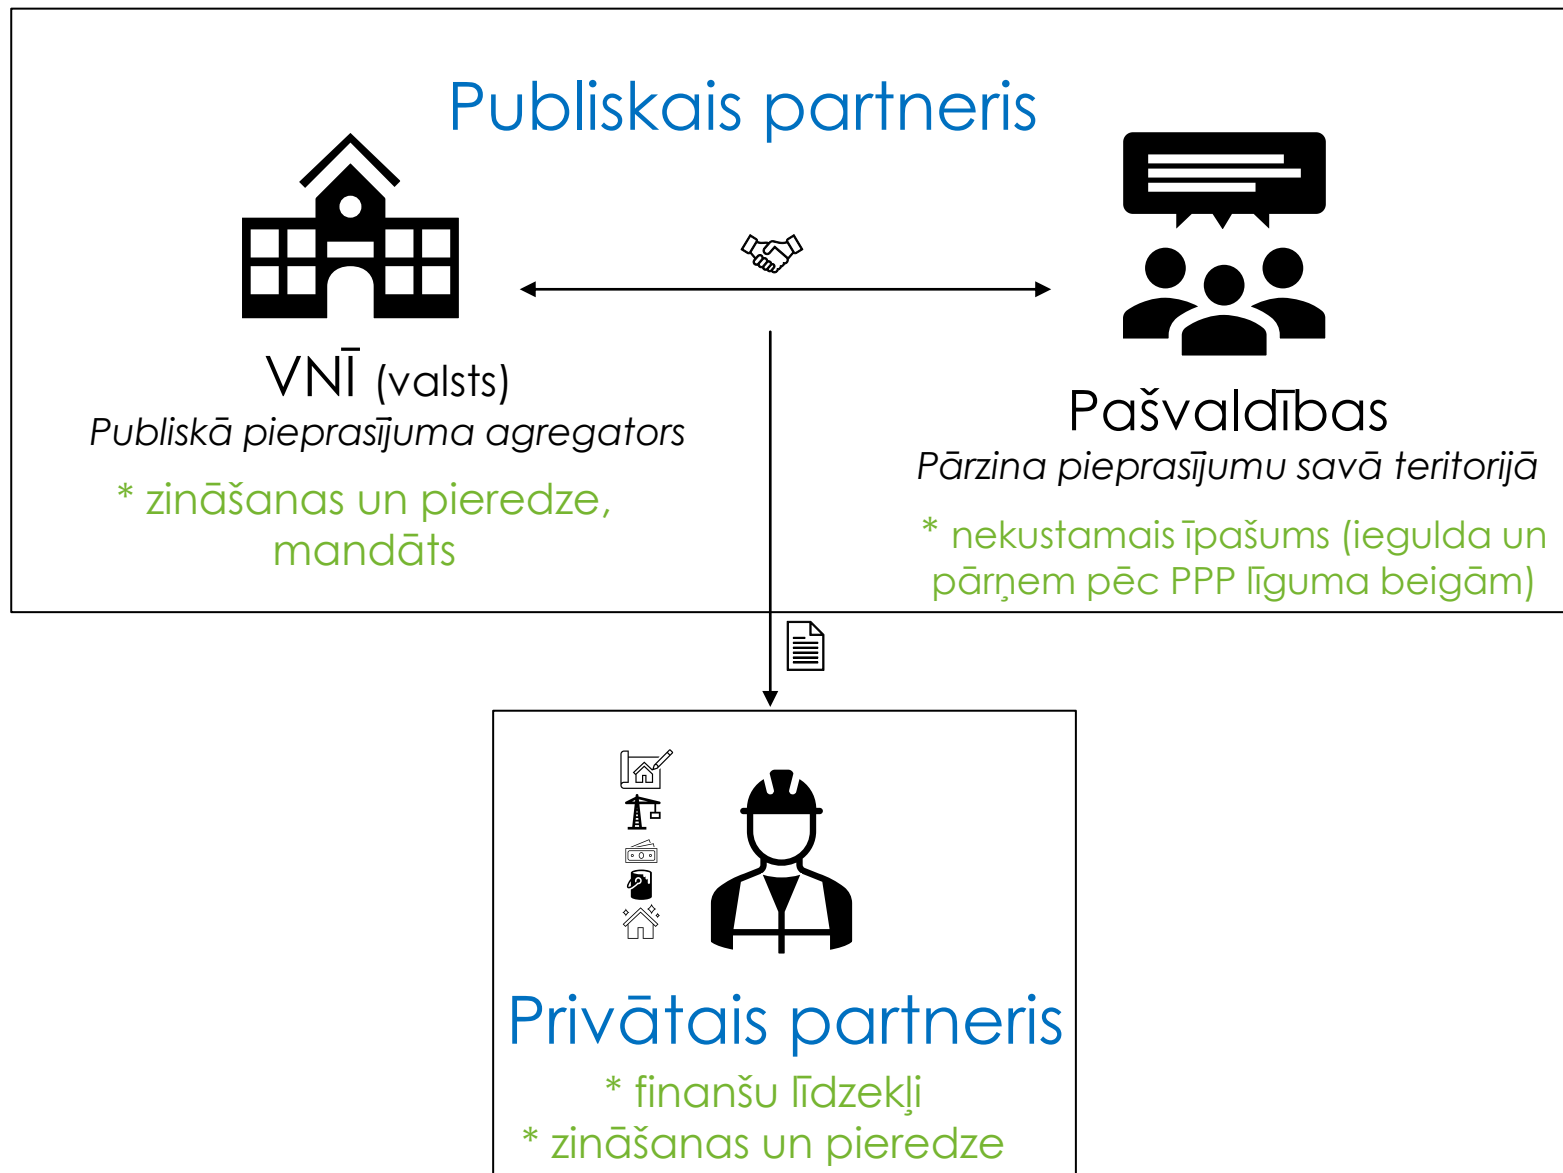 Publiskais partneris
VNĪ (valsts)
Publiskā pieprasījuma agregators
* zināšanas un pieredze,
mandāts
Pašvaldības
Pārzina pieprasījumu savā teritorijā
* nekustamais īpašums (iegulda un
pārņem pēc PPP līguma beigām)
Privātais partneris
* finanšu līdzekļi
* zināšanas un pieredze